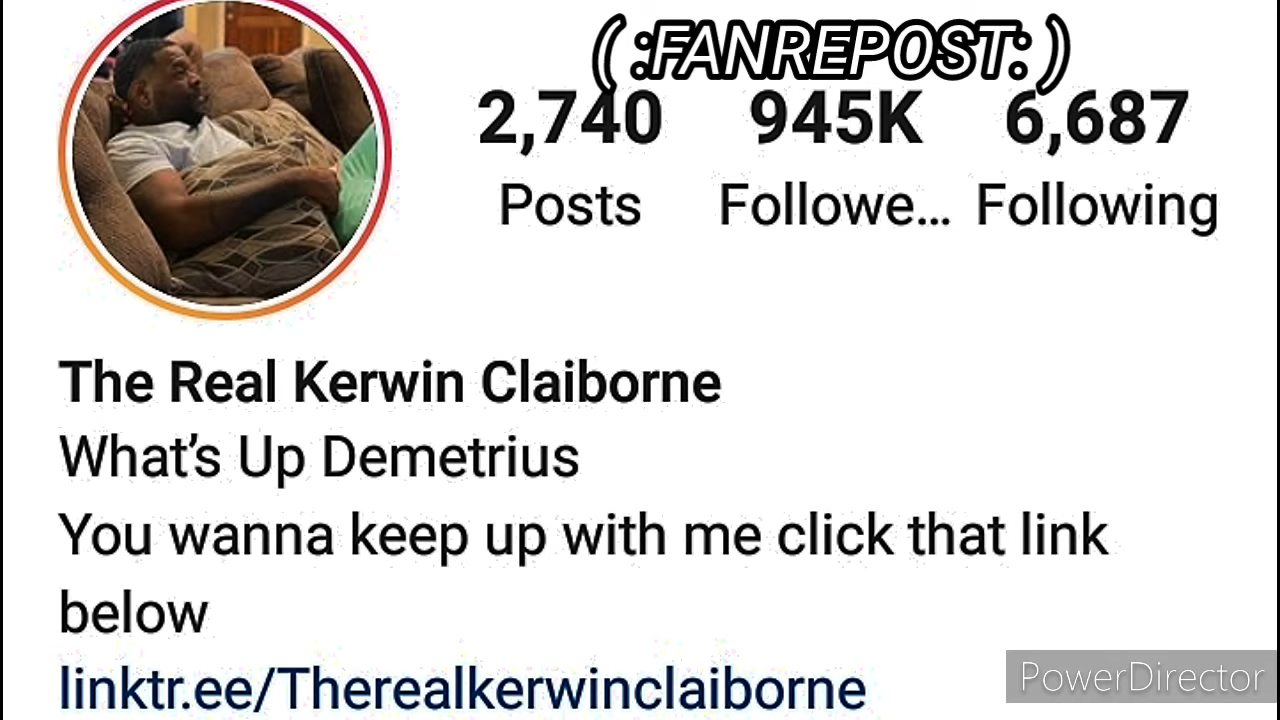 ( :FANREPOST: )
2,740 945K 6,687
Posts Followe... Following
The Real Kerwin Claiborne
What's Up Demetrius
You wanna keep up with me click that link
below
linktr.ee/Therealkerwinclaiborne
PowerDirector